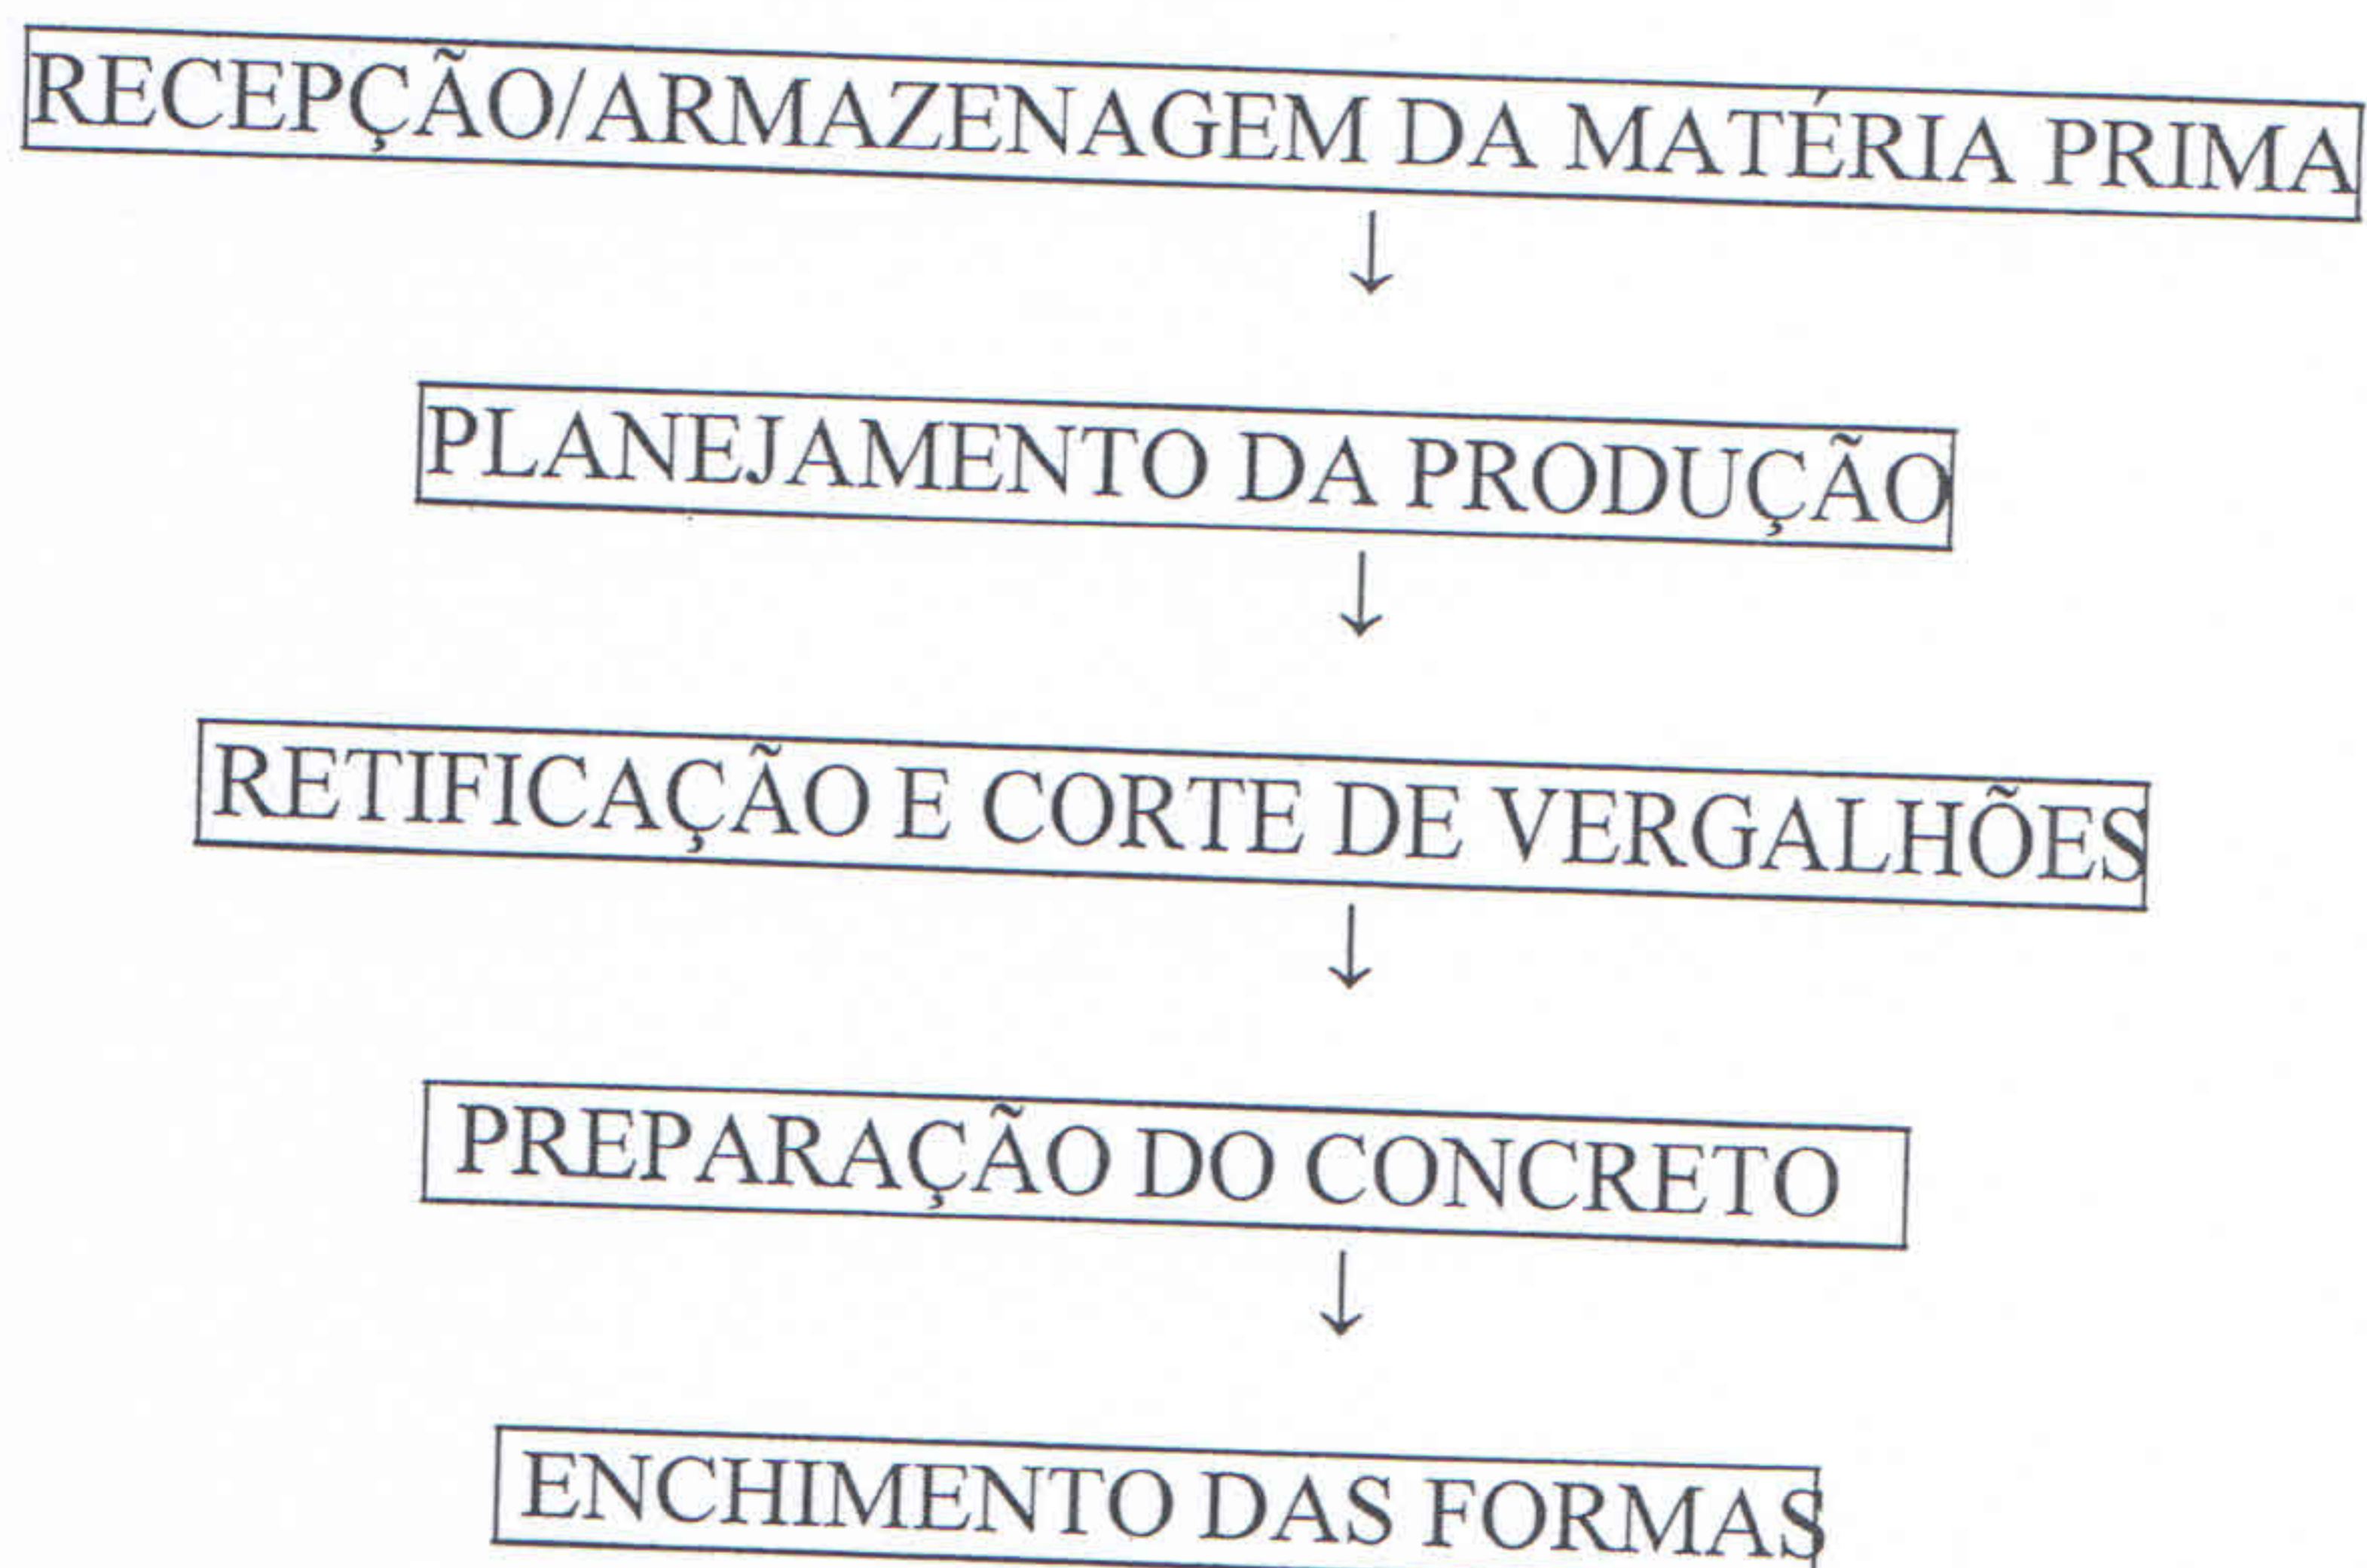 RECEPÇÃO/ARMAZENAGEM DA MATÉRIA PRIMA
PLANEJAMENTO DA PRODUÇÃO
RETIFICAÇÃO E CORTE DE VERGALHÕES
PREPARAÇÃO DO CONCRETO
ENCHIMENTO DAS FORMAS